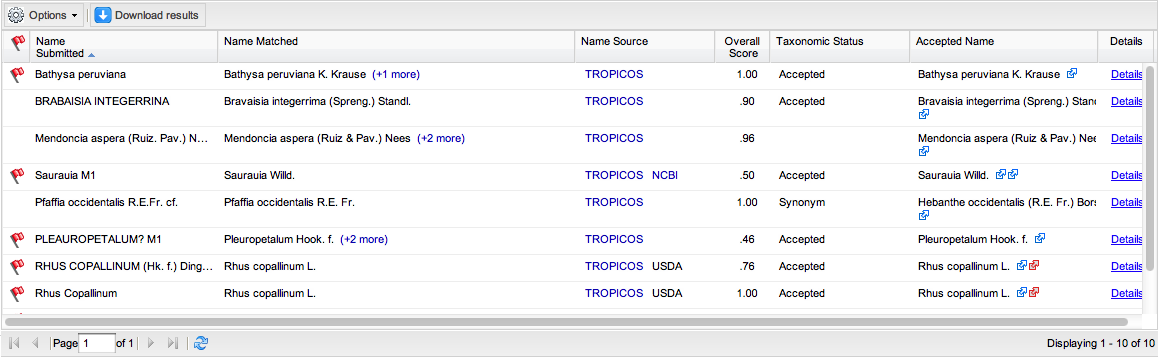 Options Download results
Name Submitted Name Matched Name Source Overall Score Taxonomic Status Accepted Name Details
Bathysa peruviana Bathysa peruviana K. Krause (+1 more) TROPICOS 1.00 Accepted Bathysa peruviana K. Krause Details
BRABAISIA INTEGERRINA Bravaisia integerrima (Spreng.) Standl. TROPICOS .90 Accepted Bravaisia integerrima (Spreng.) Stand Details
Mendoncia aspera (Ruiz. Pav.) N... Mendoncia aspera (Ruiz & Pav.) Nees (+2 more) TROPICOS .96 Mendoncia aspera (Ruiz & Pav.) Nee Details
Saurauia M1 Saurauia Willd. TROPICOS NCBI .50 Accepted Saurauia Willd. Details
Pfaffia occidentalis R.E.Fr. cf. Pfaffia occidentalis R.E. Fr. TROPICOS 1.00 Synonym Hebanthe occidentalis (R.E. Fr.) Bors Details
PLEAUROPETALUM? M1 Pleuropetalum Hook. f. (+2 more) TROPICOS .46 Accepted Pleuropetalum Hook. f. Details
RHUS COPALLINUM (Hk. f.) Ding... Rhus copallinum L. TROPICOS USDA .76 Accepted Rhus copallinum L. Details
Rhus Copallinum Rhus copallinum L. TROPICOS USDA 1.00 Accepted Rhus copallinum L. Details
Page 1 of 1 Displaying 1 - 10 of 10